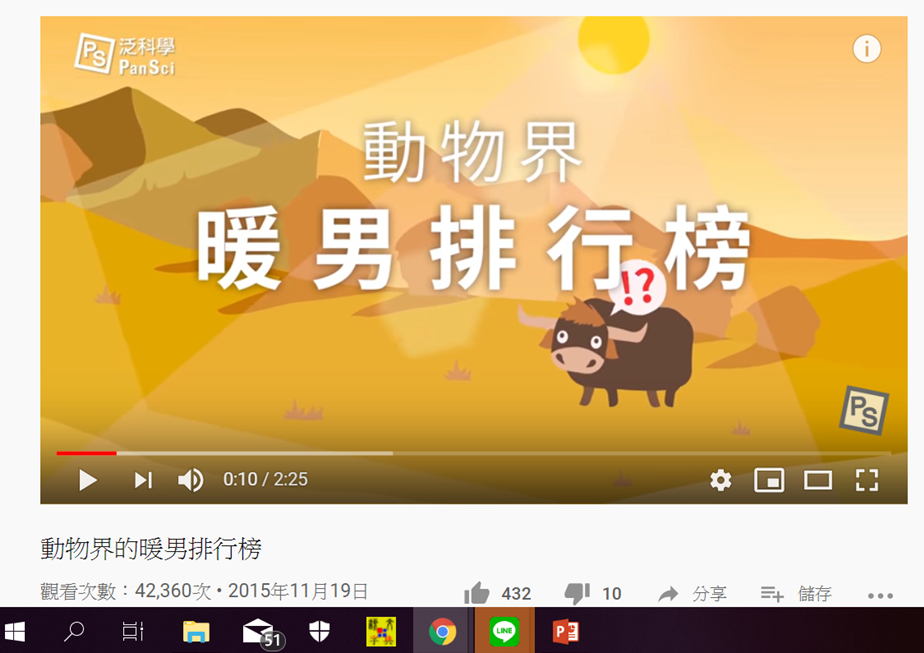 PS 泛科學
PanSci
i
動物界
暖男排行榜
!?
PS
0:10 / 2:25
動物界的暖男排行榜
觀看次數：42,360次 • 2015年11月19日
432
10
分享
儲存
51
LINE
P